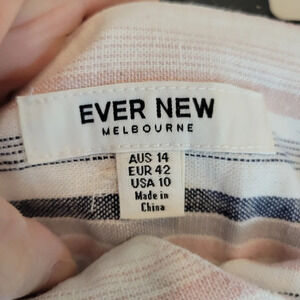 EVER NEW
MELBOURNE
AUS 14
EUR 42
USA 10
Made in
China